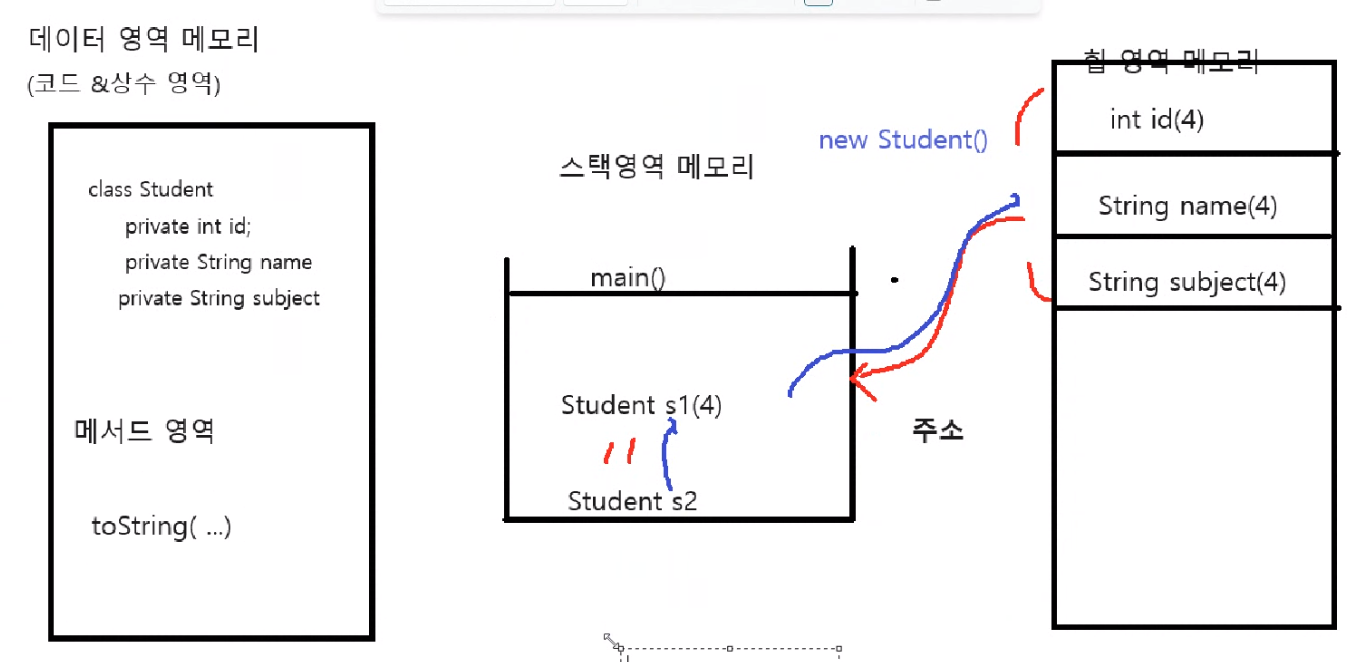 데이터 영역 메모리
(코드 &상수 영역)
class Student
private int id;
private String name
private String subject
메서드 영역
toString( ...)
스택영역 메모리
main()
Student s1(4)
Student s2
new Student()
주소
힙 영역 메모리
int id(4)
String name(4)
String subject(4)